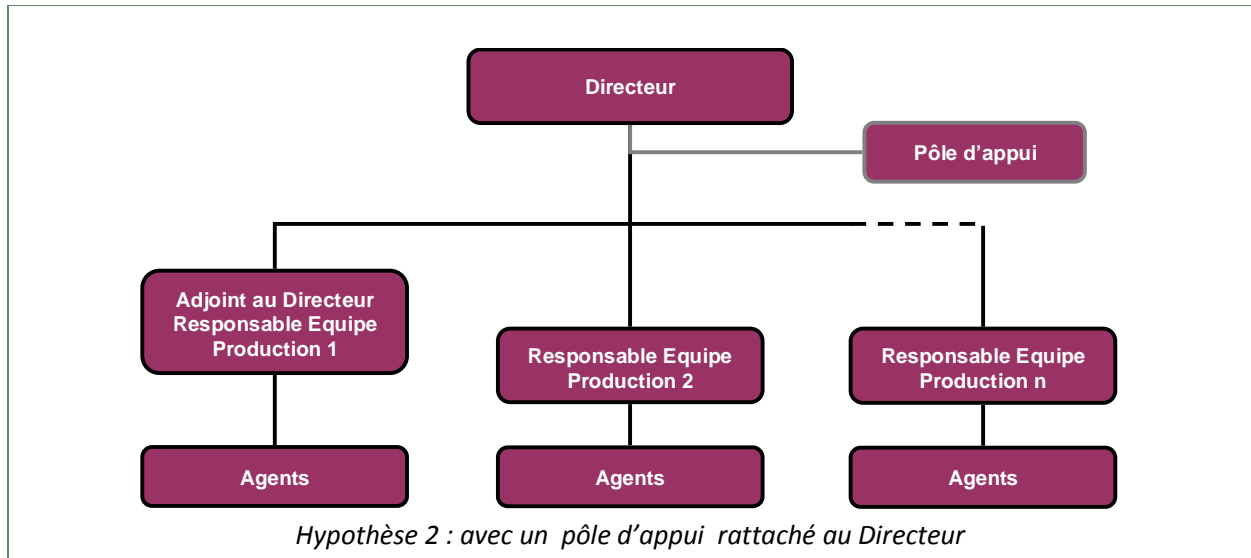 Directeur
Pôle d’appui
Adjoint au Directeur
Responsable Equipe
Production 1
Responsable Equipe
Production 2
Responsable Equipe
Production n
Agents
Agents
Agents
Hypothèse 2 : avec un pôle d’appui rattaché au Directeur